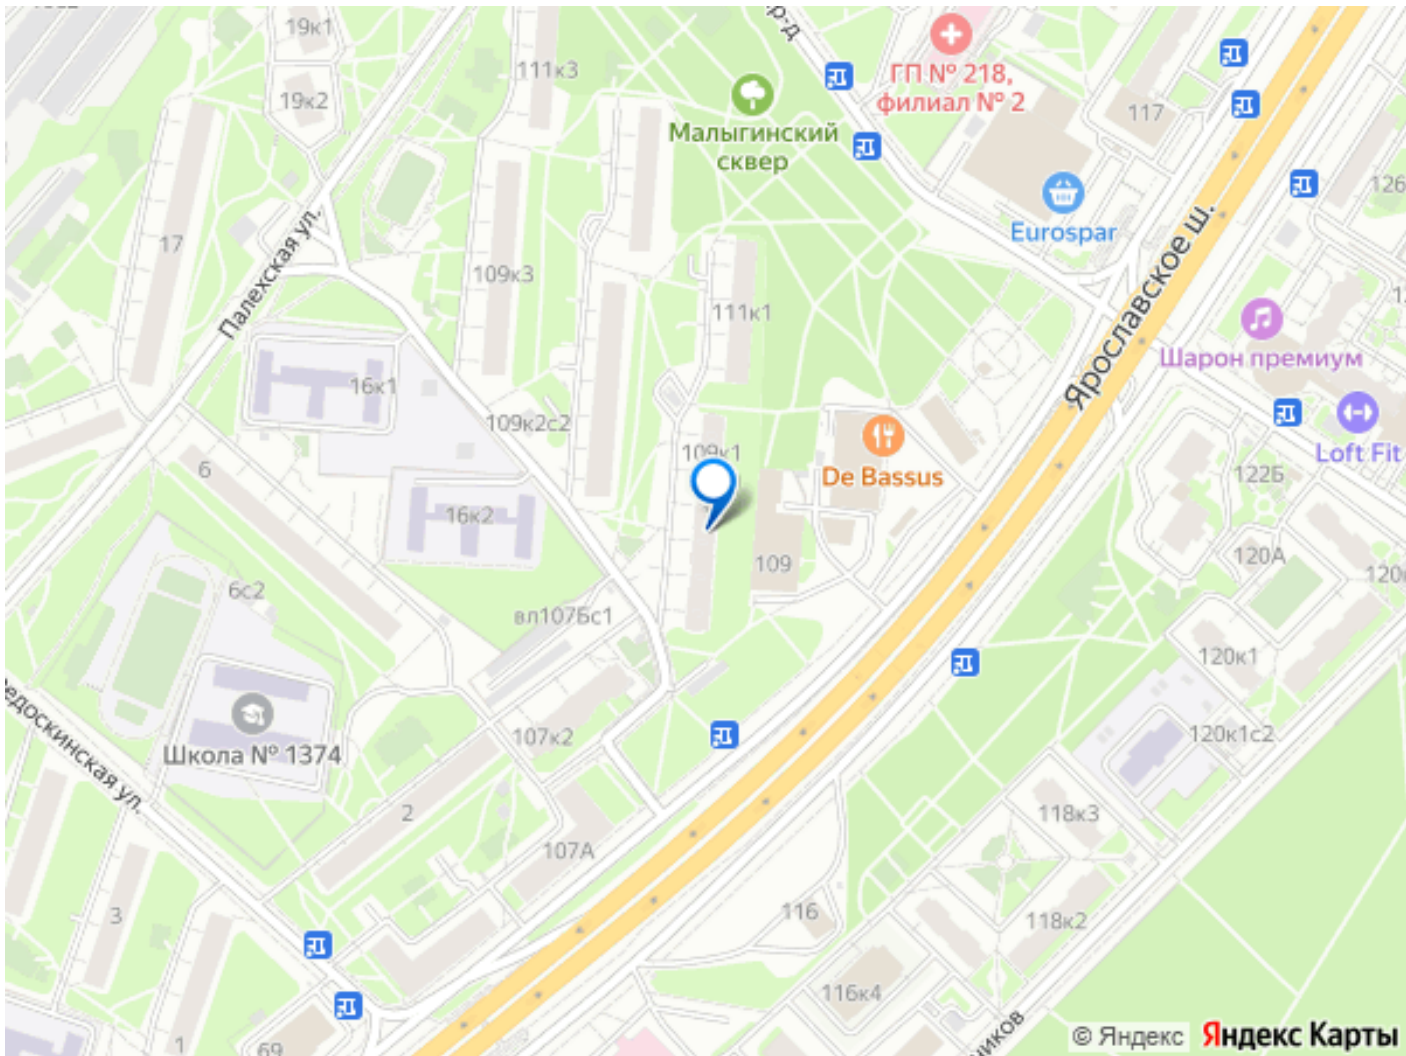 19к1
19к2
111к3
р-д
ГП № 218,
филиал № 2
117
Малыгинский
сквер
126
Eurospar
17
Палехская ул.
109к3
111к1
Ярославское ш.
Шарон премиум
16к1
109к2с2
109к1
De Bassus
Loft Fit
122Б
6
16к2
109
120А
6с2
вл107Бс1
120к1
Школа № 1374
107к2
120к1с2
2
107А
118к3
3
116
118к2
116к4
1
69
© Яндекс
Яндекс Карты